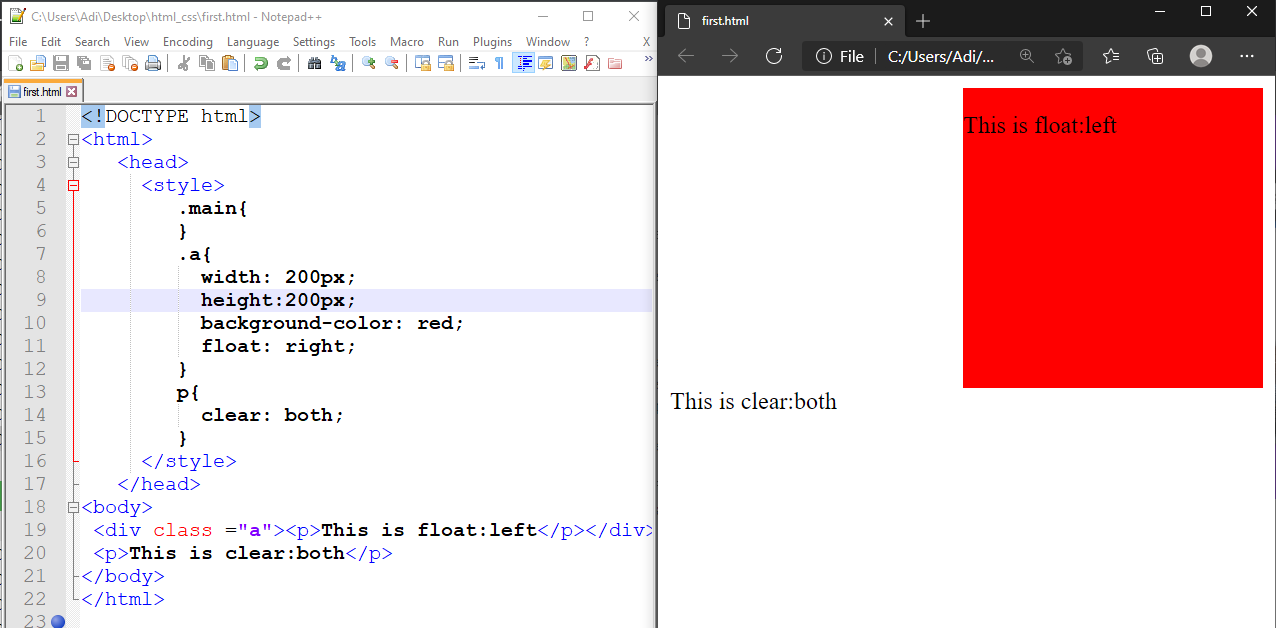 C:\Users\Adi\Desktop\html_css\first.html - Notepad++
File Edit Search View Encoding Language Settings Tools Macro Run Plugins Window ? X
first.html
1 <!DOCTYPE html>
2 <html>
3 <head>
4 <style>
5 .main{
6 }
7 .a{
8 width: 200px;
9 height:200px;
10 background-color: red;
11 float: right;
12 }
13 p{
14 clear: both;
15 }
16 </style>
17 </head>
18 <body>
19 <div class ="a"><p>This is float:left</p></div>
20 <p>This is clear:both</p>
21 </body>
22 </html>
23
first.html
File C:/Users/Adi/...
This is float:left
This is clear:both